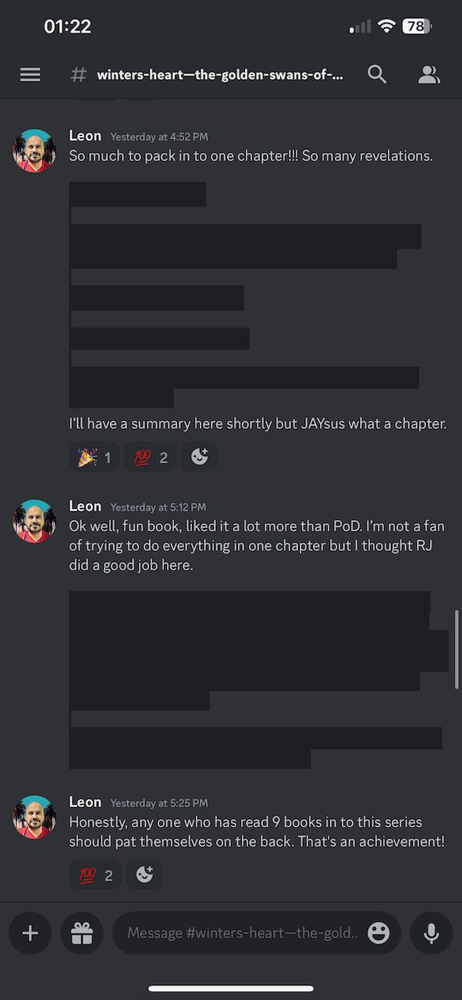 01:22
78
# winters-heart—the-golden-swans-of-...
Leon Yesterday at 4:52 PM
So much to pack in to one chapter!!! So many revelations.
I’ll have a summary here shortly but JAYsus what a chapter.
🎉 1 💯 2
Leon Yesterday at 5:12 PM
Ok well, fun book, liked it a lot more than PoD. I’m not a fan
of trying to do everything in one chapter but I thought RJ
did a good job here.
Leon Yesterday at 5:25 PM
Honestly, any one who has read 9 books in to this series
should pat themselves on the back. That's an achievement!
💯 2
Message #winters-heart—the-gold..